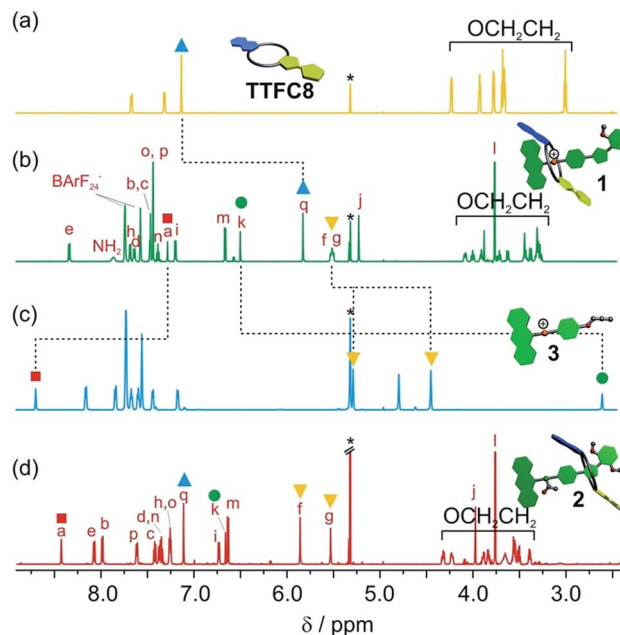 (a)
TTFC8
*
OCH₂CH₂
(b)
e
BArF₂₄⁻
NH₂
h
d
b,c
o, p
n
a
i
m
k
q
f
g
*
j
l
OCH₂CH₂
1
(c)
*
3
(d)
a
e
b
p
c
d,n
h,o
q
i
k
m
f
g
*
j
l
OCH₂CH₂
2
8.0 7.0 6.0 5.0 4.0 3.0
δ / ppm